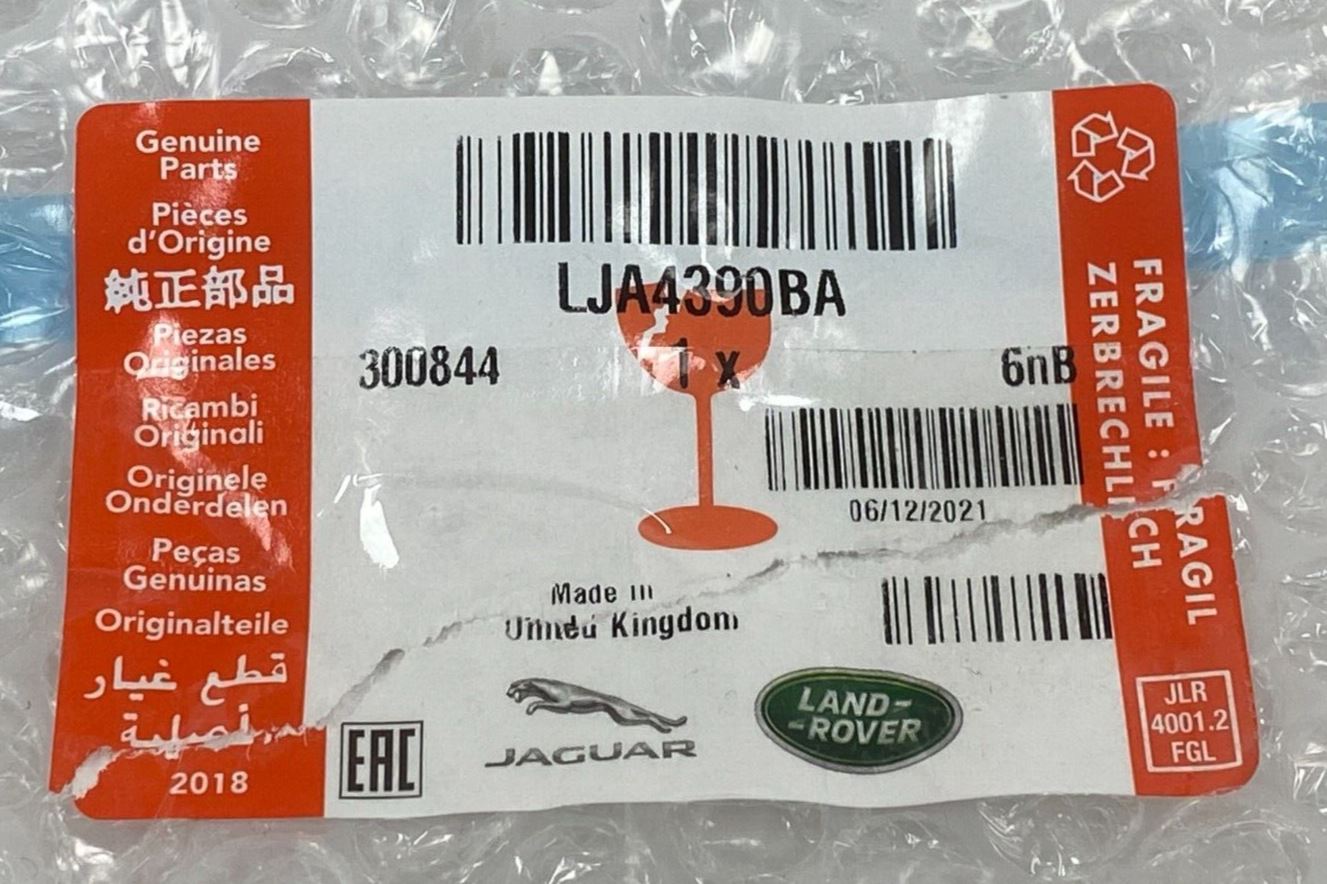 Genuine
Parts
Pièces
d'Origine
純正部品
Piezas
Originales
Ricambi
Originali
Originele
Onderdelen
Peças
Genuinas
Originalteile
قطع غيار
أصلية
2018
LJA4390BA
300844
1 x
6nB
06/12/2021
Made in
United Kingdom
EAC
JAGUAR
LAND-
-ROVER
FRAGILE : FRAGIL
ZERBRECHLICH
JLR
4001.2
FGL